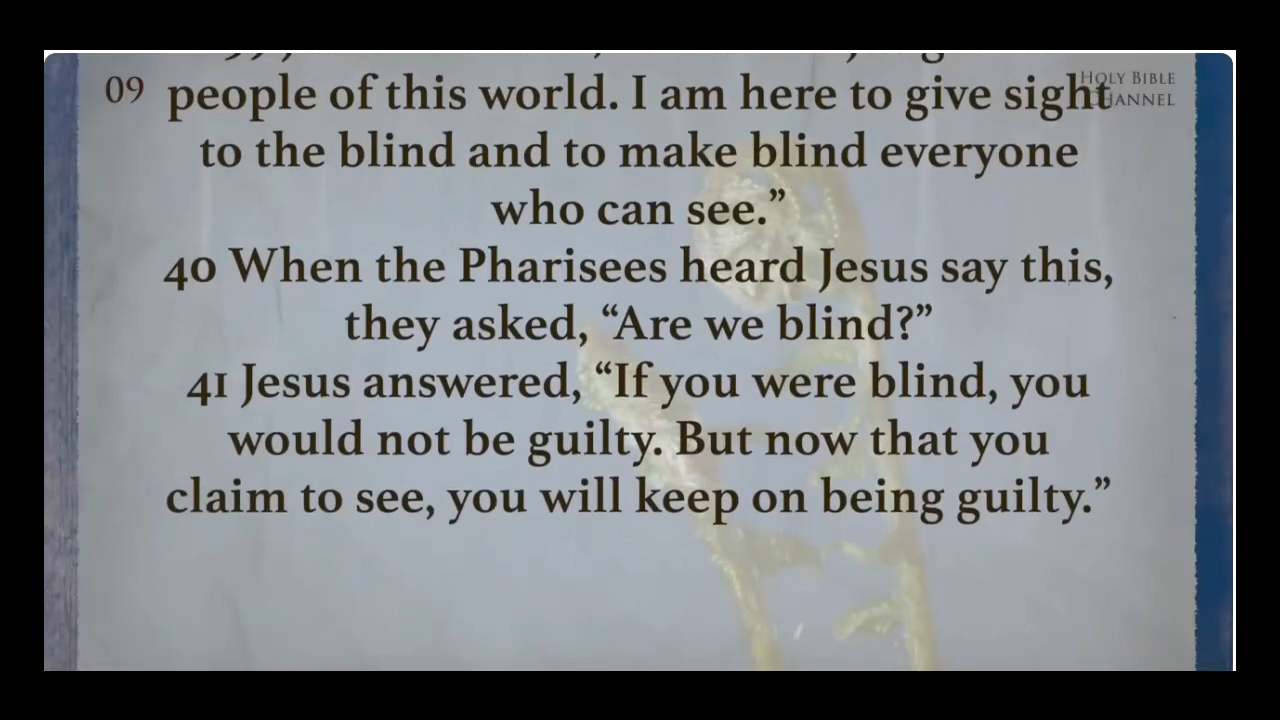 09
HOLY BIBLE
CHANNEL
people of this world. I am here to give sight
to the blind and to make blind everyone
who can see.”
40 When the Pharisees heard Jesus say this,
they asked, “Are we blind?”
41 Jesus answered, “If you were blind, you
would not be guilty. But now that you
claim to see, you will keep on being guilty.”